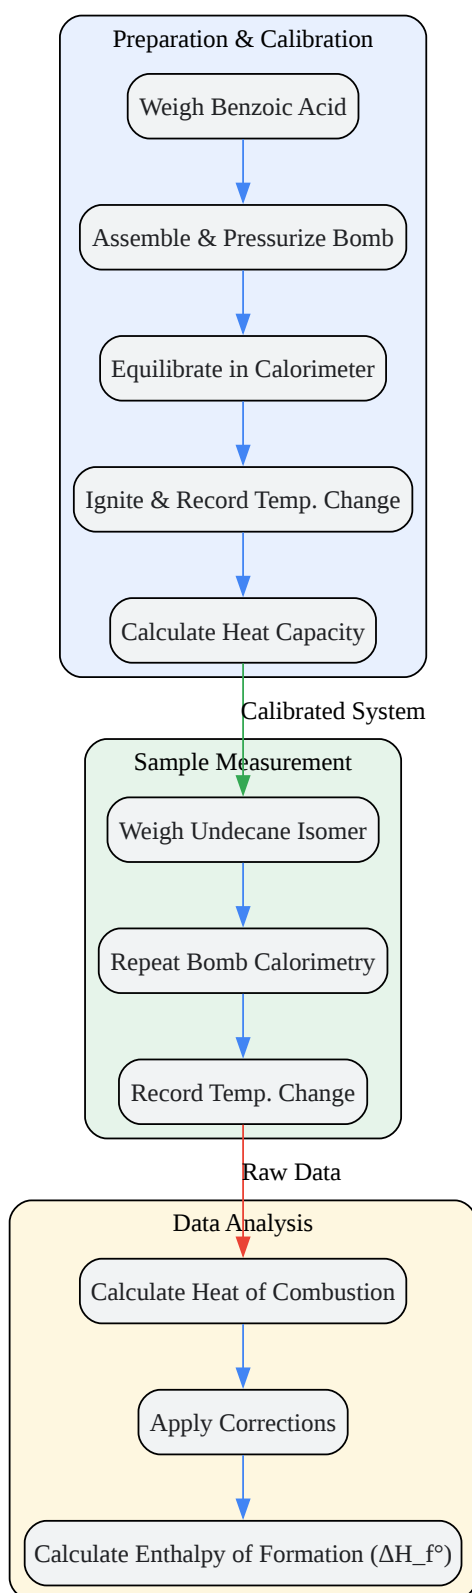 Preparation & Calibration
Weigh Benzoic Acid
Assemble & Pressurize Bomb
Equilibrate in Calorimeter
Ignite & Record Temp. Change
Calculate Heat Capacity
Calibrated System
Sample Measurement
Weigh Undecane Isomer
Repeat Bomb Calorimetry
Record Temp. Change
Raw Data
Data Analysis
Calculate Heat of Combustion
Apply Corrections
Calculate Enthalpy of Formation (ΔH_f°)